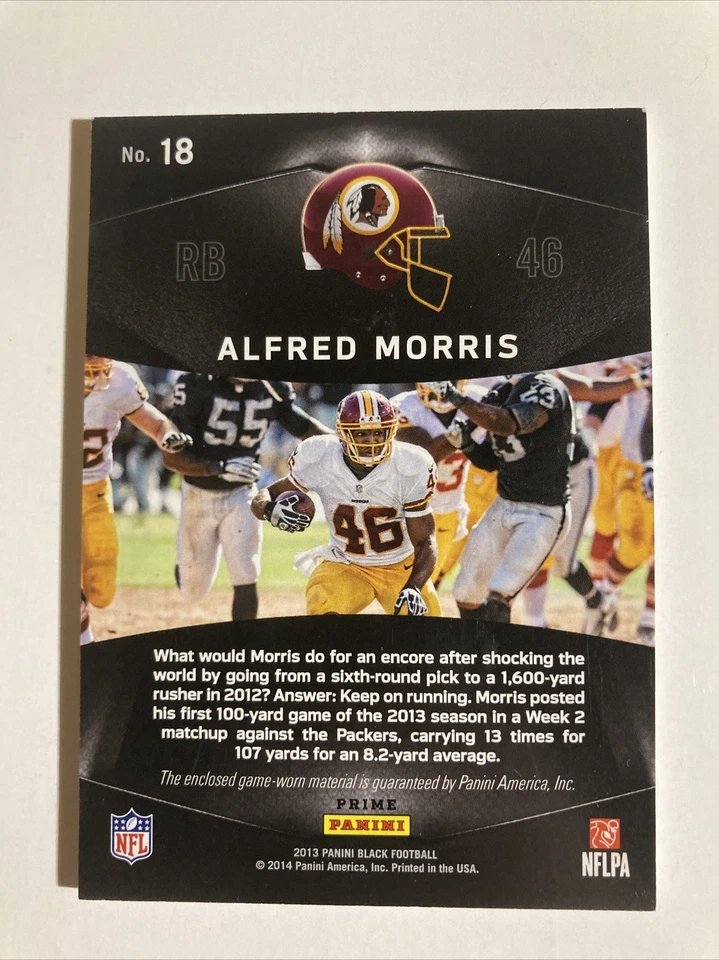 No. 18
RB 46
ALFRED MORRIS
55
46
What would Morris do for an encore after shocking the
world by going from a sixth-round pick to a 1,600-yard
rusher in 2012? Answer: Keep on running. Morris posted
his first 100-yard game of the 2013 season in a Week 2
matchup against the Packers, carrying 13 times for
107 yards for an 8.2-yard average.
The enclosed game-worn material is guaranteed by Panini America, Inc.
PRIME
PANINI
NFL
2013 PANINI BLACK FOOTBALL
© 2014 Panini America, Inc. Printed in the USA.
NFLPA